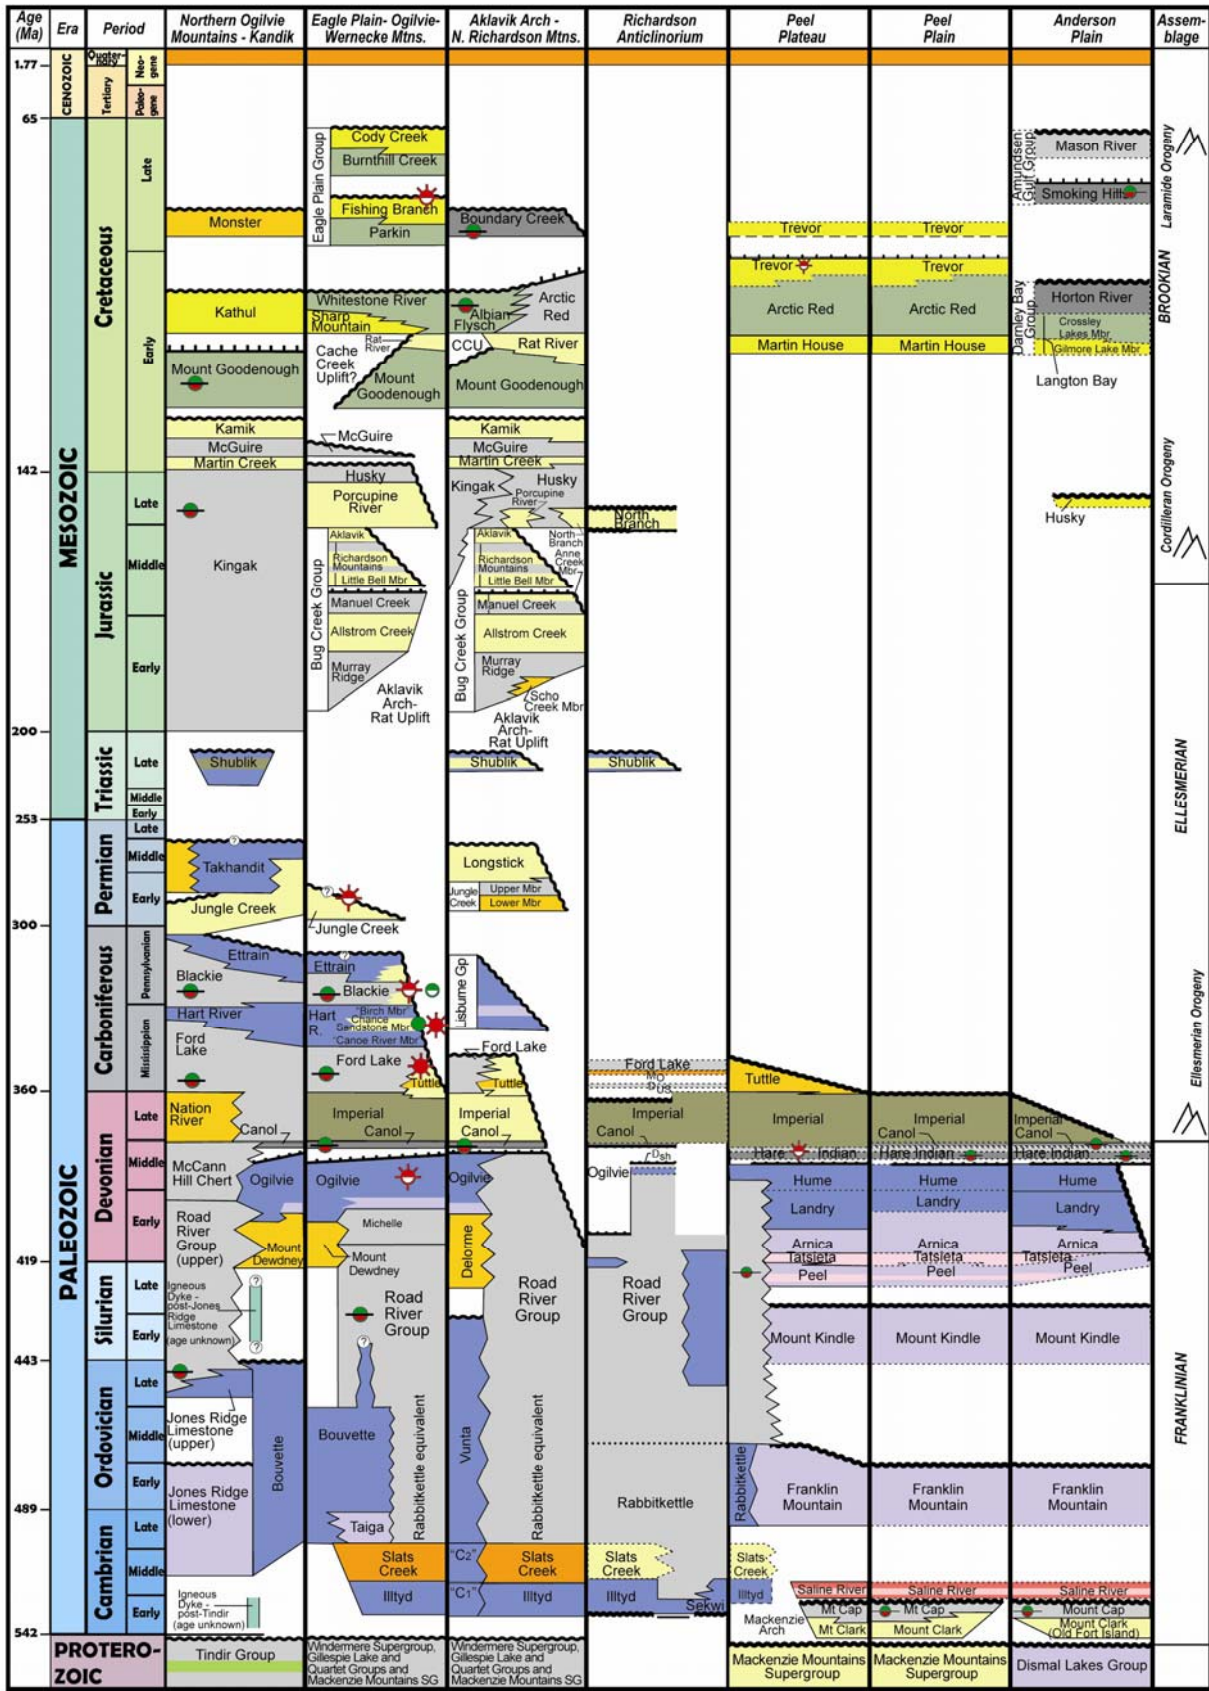 Age
(Ma)
Era
Period
Northern Ogilvie
Mountains - Kandik
Eagle Plain- Ogilvie-
Wernecke Mtns.
Aklavik Arch -
N. Richardson Mtns.
Richardson
Anticlinorium
Peel
Plateau
Peel
Plain
Anderson
Plain
Assem-
blage
1.77
65
142
200
253
300
360
419
443
489
542
CENOZOIC
MESOZOIC
PALEOZOIC
PROTERO-
ZOIC
Quater-
nary
Tertiary
Neo-
gene
Paleo-
gene
Cretaceous
Late
Early
Jurassic
Late
Middle
Early
Triassic
Late
Middle
Early
Permian
Late
Middle
Early
Carboniferous
Pennsylvanian
Mississippian
Devonian
Late
Middle
Early
Silurian
Late
Early
Ordovician
Late
Middle
Early
Cambrian
Late
Middle
Early
Monster
Kathul
Mount Goodenough
Kamik
McGuire
Martin Creek
Kingak
Shublik
?
Takhandit
Jungle Creek
Ettrain
Blackie
Hart River
Ford
Lake
Nation
River
Canol
McCann
Hill Chert
Ogilvie
Road
River
Group
(upper)
Mount
Dewdney
Igneous
Dyke -
post-Jones
Ridge
Limestone
(age unknown)
?
?
Jones Ridge
Limestone
(upper)
Bouvette
Jones Ridge
Limestone
(lower)
Igneous
Dyke -
post-Tindir
(age unknown)
Tindir Group
Eagle Plain Group
Cody Creek
Burnthill Creek
Fishing Branch
Parkin
Whitestone River
Sharp
Mountain
Rat
River
Cache
Creek
Uplift?
Mount
Goodenough
McGuire
Husky
Porcupine
River
Bug Creek Group
Aklavik
Richardson
Mountains
Little Bell Mbr
Manuel Creek
Allstrom Creek
Murray
Ridge
Aklavik
Arch-
Rat Uplift
?
Jungle Creek
?
Ettrain
Blackie
Hart
R.
"Birch Mbr"
Chance
Sandstone Mbr
"Canoe River Mbr"
Ford Lake
Tuttle
Imperial
Canol
Ogilvie
Michelle
Mount
Dewdney
Road
River
Group
?
Bouvette
Rabbitkettle equivalent
Taiga
Slats
Creek
Illtyd
Windermere Supergroup,
Gillespie Lake and
Quartet Groups and
Mackenzie Mountains SG
Boundary Creek
Albian
Flysch
Arctic
Red
CCU
Rat River
Mount Goodenough
Kamik
McGuire
Martin Creek
Kingak
Husky
Porcupine
River
North
Branch
Anne
Creek
Mbr
Bug Creek Group
Aklavik
Richardson
Mountains
Little Bell Mbr
Manuel Creek
Allstrom Creek
Murray
Ridge
Scho
Creek Mbr
Aklavik
Arch-
Rat Uplift
Shublik
Longstick
Jungle
Creek
Upper Mbr
Lower Mbr
Lisburne Gp
Ford Lake
Tuttle
Imperial
Canol
Ogilvie
Delorme
Road
River
Group
Vunta
Rabbitkettle equivalent
"C2"
Slats
Creek
"C1"
Illtyd
Windermere Supergroup,
Gillespie Lake and
Quartet Groups and
Mackenzie Mountains SG
North
Branch
Shublik
Ford Lake
Imperial
Canol
Dsh
Ogilvie
Road
River
Group
Rabbitkettle
Slats
Creek
Illtyd
Sekwi
Trevor
Trevor
Arctic Red
Martin House
Tuttle
Imperial
Hare Indian
Hume
Landry
Arnica
Tatsieta
Peel
Mount Kindle
Rabbitkettle
Franklin
Mountain
Slats
Creek
Illtyd
Saline River
Mt Cap
Mackenzie
Arch
Mt Clark
Mackenzie Mountains
Supergroup
Trevor
Trevor
Arctic Red
Martin House
Imperial
Canol
Hare Indian
Hume
Landry
Arnica
Tatsieta
Peel
Mount Kindle
Franklin
Mountain
Saline River
Mt Cap
Mount Clark
Mackenzie Mountains
Supergroup
Amundsen
Gulf Group
Mason River
Smoking Hills
Darnley Bay
Group
Horton River
Crossley
Lakes Mbr
Gilmore Lake Mbr
Langton Bay
Husky
Imperial
Canol
Hare Indian
Hume
Landry
Arnica
Tatsieta
Peel
Mount Kindle
Franklin
Mountain
Saline River
Mount Cap
Mount Clark
(Old Fort Island)
Dismal Lakes Group
Laramide Orogeny
BROOKIAN
Cordilleran Orogeny
ELLESMERIAN
Ellesmerian Orogeny
FRANKLINIAN